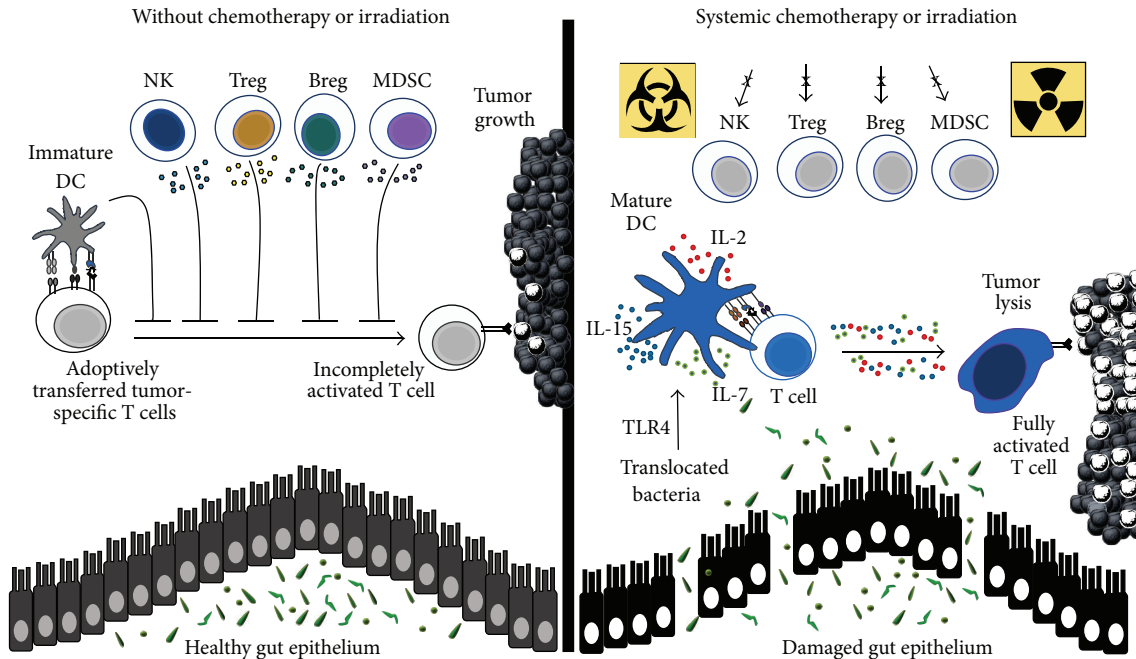 Without chemotherapy or irradiation
NK
Treg
Breg
MDSC
Tumor
growth
Immature
DC
Adoptively
transferred tumor-
specific T cells
Incompletely
activated T cell
Healthy gut epithelium
Systemic chemotherapy or irradiation
NK
Treg
Breg
MDSC
Mature
DC
IL-2
IL-15
IL-7
T cell
Tumor
lysis
TLR4
Translocated
bacteria
Fully
activated
T cell
Damaged gut epithelium